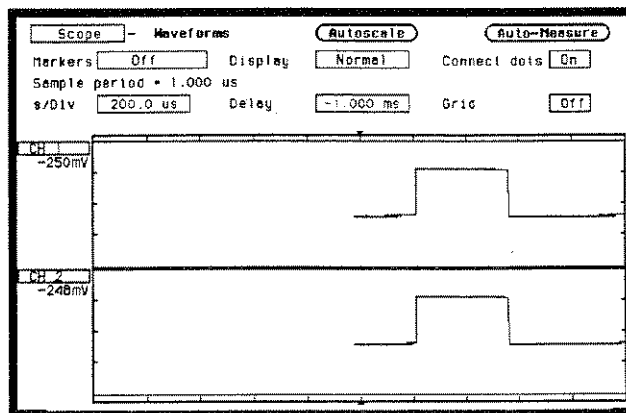 Scope - Waveforms Autoscale Auto-Measure
Markers Off Display Normal Connect dots On
Sample period = 1.000 us
s/Div 200.0 us Delay -1.000 ms Grid Off
CH 1
-250mV
CH 2
-248mV